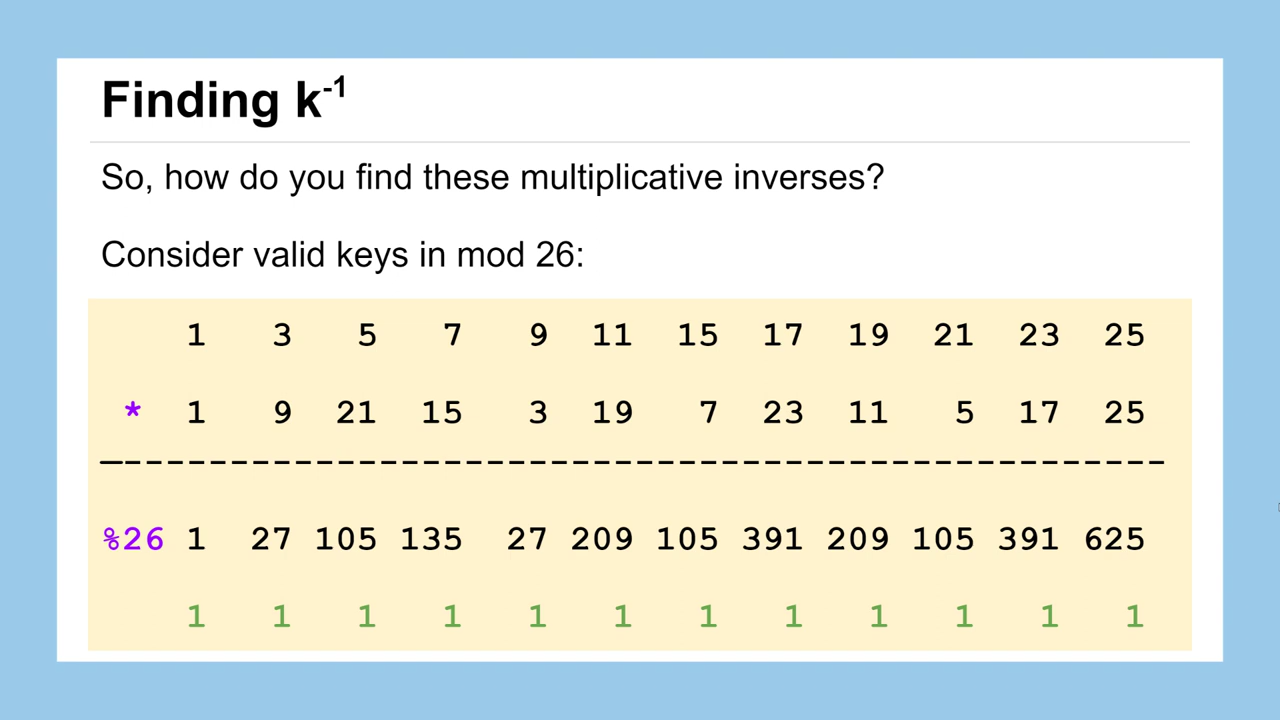 Finding k-1
So, how do you find these multiplicative inverses?
Consider valid keys in mod 26:
1 3 5 7 9 11 15 17 19 21 23 25
* 1 9 21 15 3 19 7 23 11 5 17 25
--------------------------------------------------
%26 1 27 105 135 27 209 105 391 209 105 391 625
1 1 1 1 1 1 1 1 1 1 1 1